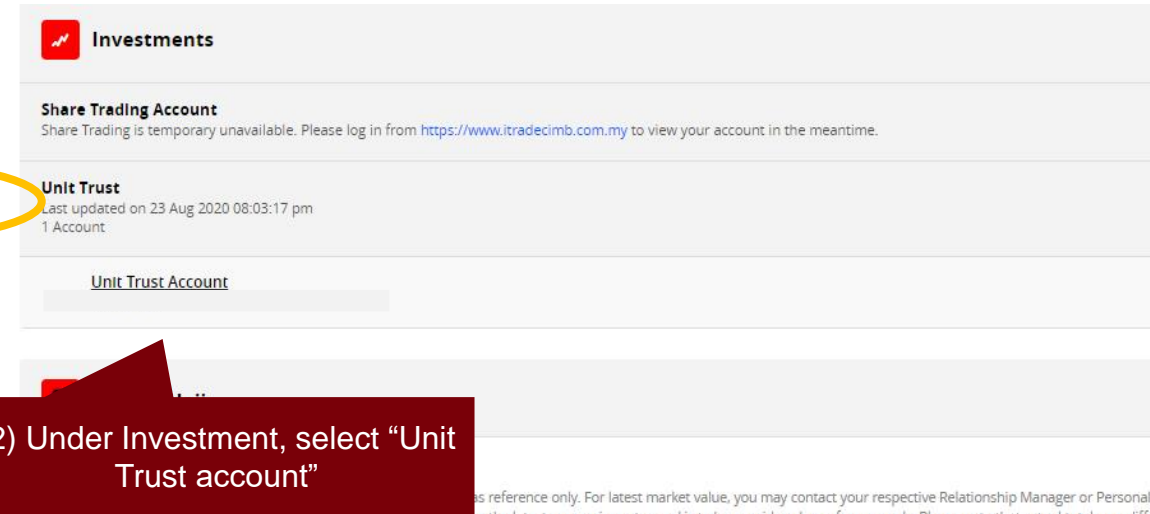 Investments
Share Trading Account
Share Trading is temporary unavailable. Please log in from https://www.itradecimb.com.my to view your account in the meantime.
Unit Trust
Last updated on 23 Aug 2020 08:03:17 pm
1 Account
Unit Trust Account
2) Under Investment, select “Unit
Trust account”
as reference only. For latest market value, you may contact your respective Relationship Manager or Personal